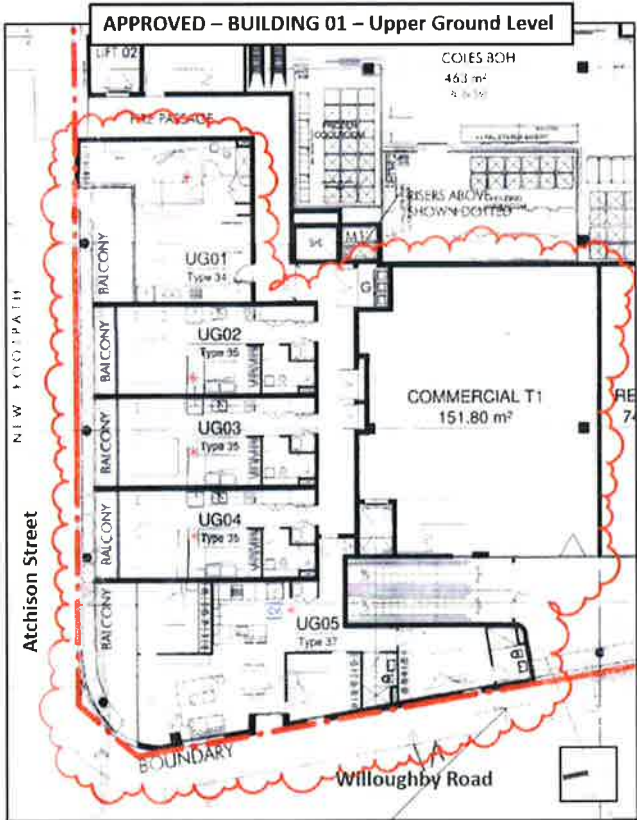 APPROVED – BUILDING 01 – Upper Ground Level
LIFT 02
COLES BOH
463 m²
FIRE PASSAGE
RISERS ABOVE
SHOWN DOTTED
UG01
Type 34
BALCONY
G
UG02
Type 35
BALCONY
COMMERCIAL T1
151.80 m²
RE
74
UG03
Type 35
BALCONY
NEW FOOTPATH
UG04
Type 35
BALCONY
Atchison Street
UG05
Type 37
BALCONY
BOUNDARY
Willoughby Road